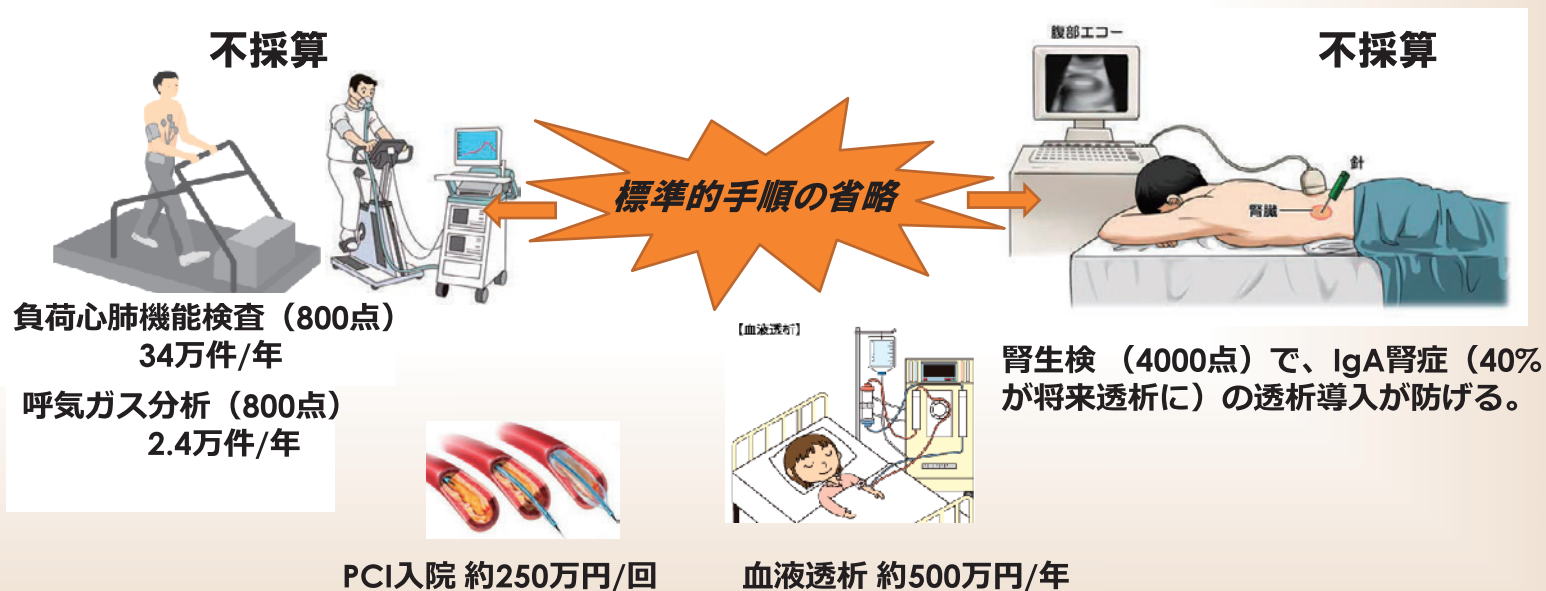 不採算
腹部エコー
不採算
針
標準的手順の省略
腎臓
負荷心肺機能検査（800点）
34万件/年
呼気ガス分析（800点）
2.4万件/年
【血液透析】
腎生検 （4000点）で、IgA腎症（40%
が将来透析に）の透析導入が防げる。
PCI入院 約250万円/回
血液透析 約500万円/年